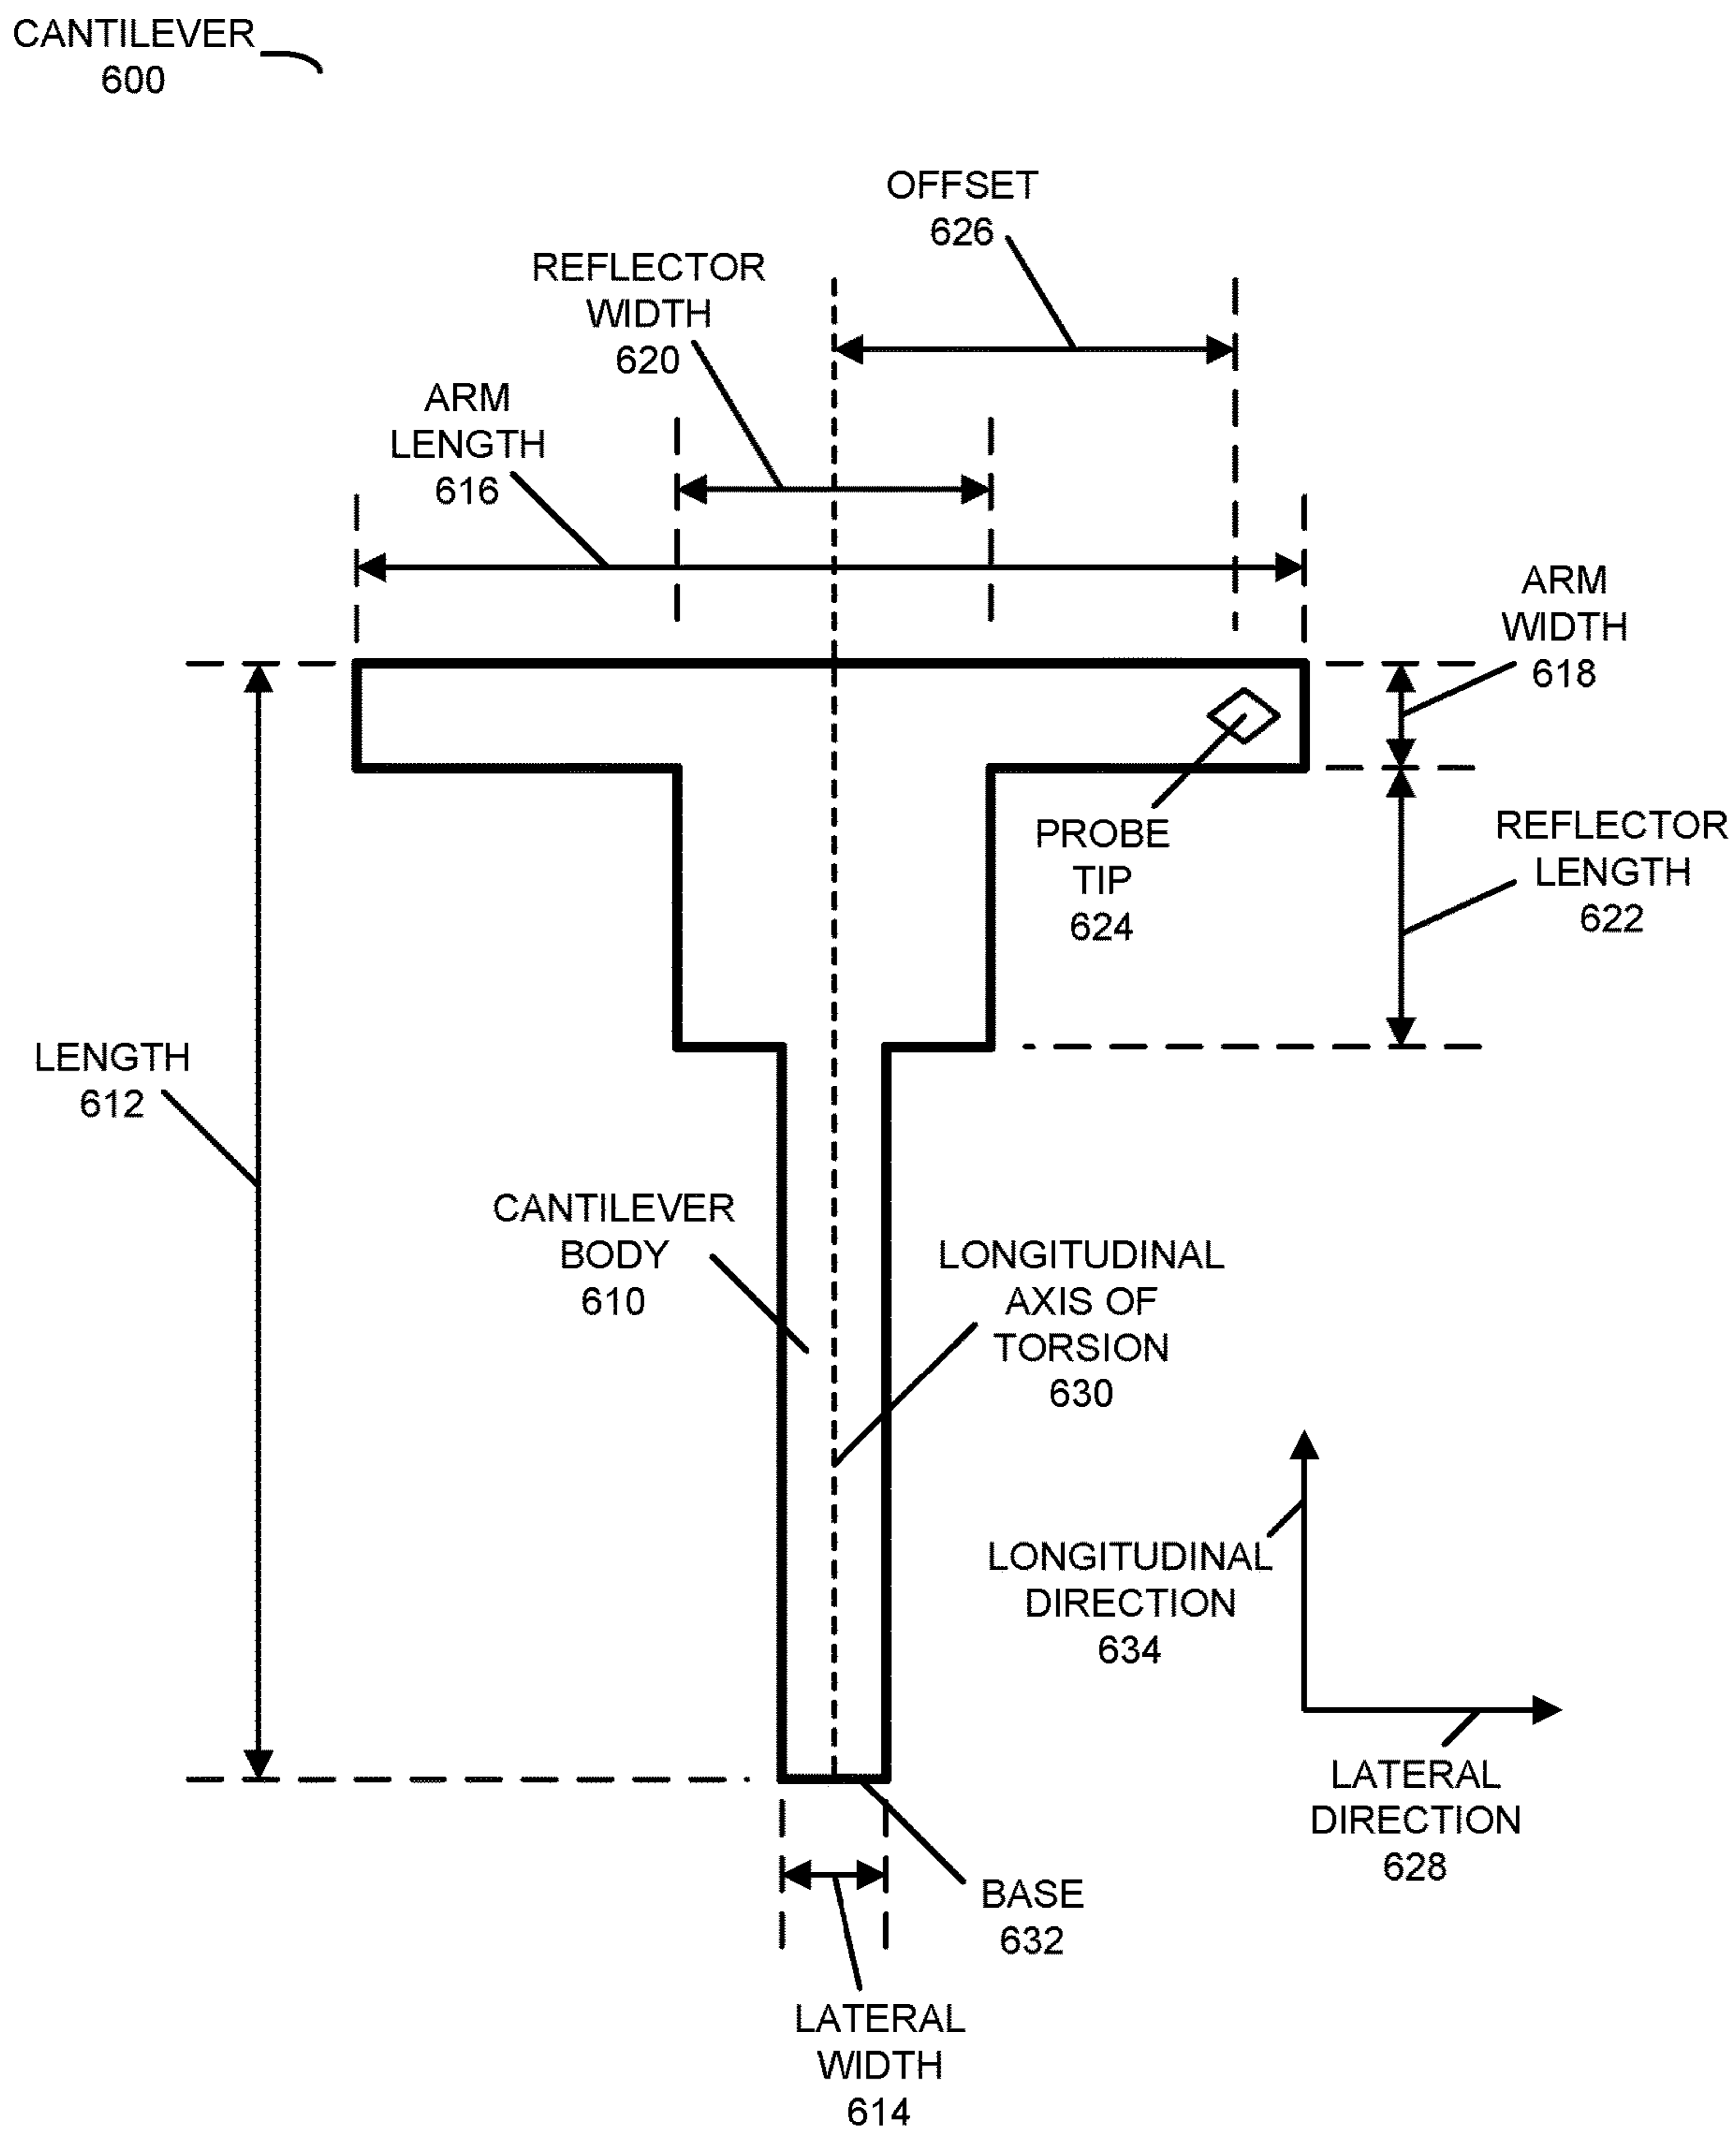 CANTILEVER
600
OFFSET
626
REFLECTOR
WIDTH
620
ARM
LENGTH
616
ARM
WIDTH
618
PROBE
TIP
624
REFLECTOR
LENGTH
622
LENGTH
612
CANTILEVER
BODY
610
LONGITUDINAL
AXIS OF
TORSION
630
LONGITUDINAL
DIRECTION
634
LATERAL
DIRECTION
628
BASE
632
LATERAL
WIDTH
614